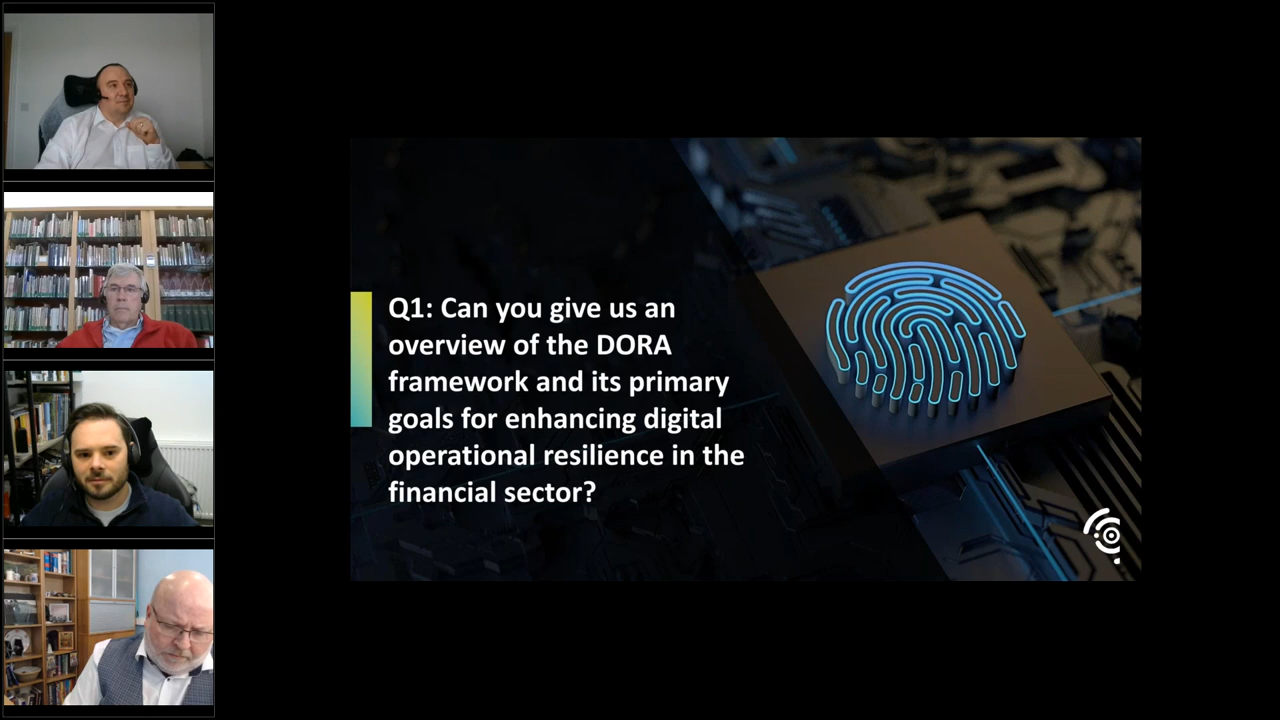 Q1: Can you give us an
overview of the DORA
framework and its primary
goals for enhancing digital
operational resilience in the
financial sector?